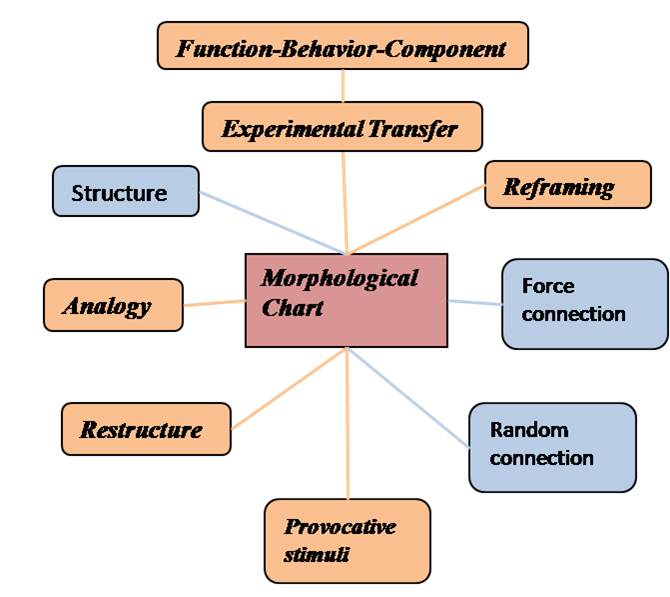 Function-Behavior-Component
Experimental Transfer
Structure
Reframing
Morphological
Chart
Analogy
Force
connection
Restructure
Random
connection
Provocative
stimuli